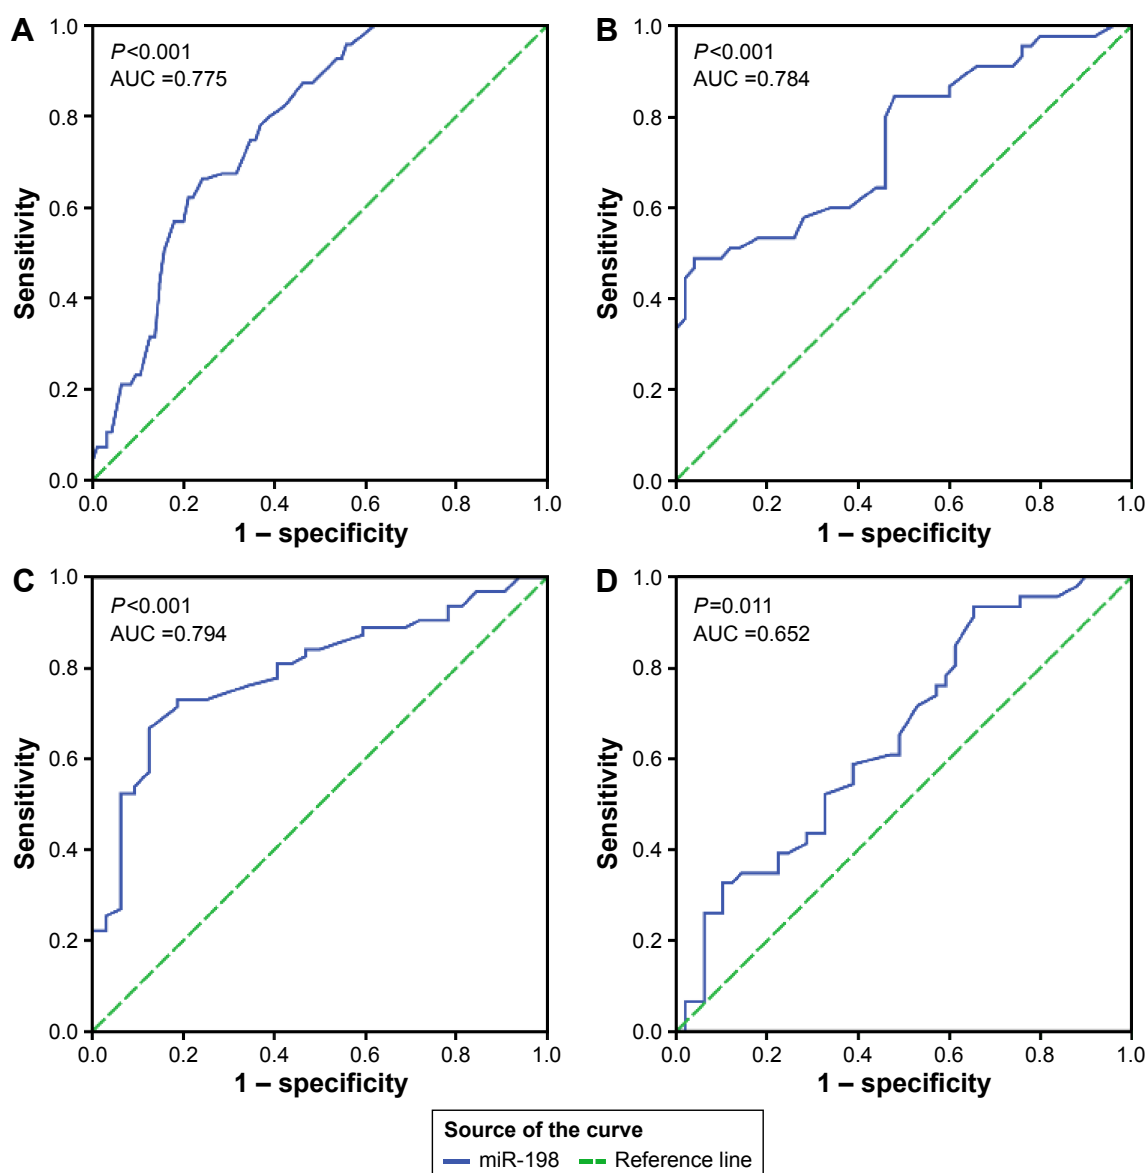 A
P<0.001
AUC =0.775
1.0
0.8
0.6
0.4
0.2
0.0
Sensitivity
0.0 0.2 0.4 0.6 0.8 1.0
1 – specificity
B
P<0.001
AUC =0.784
1.0
0.8
0.6
0.4
0.2
0.0
Sensitivity
0.0 0.2 0.4 0.6 0.8 1.0
1 – specificity
C
P<0.001
AUC =0.794
1.0
0.8
0.6
0.4
0.2
0.0
Sensitivity
0.0 0.2 0.4 0.6 0.8 1.0
1 – specificity
D
P=0.011
AUC =0.652
1.0
0.8
0.6
0.4
0.2
0.0
Sensitivity
0.0 0.2 0.4 0.6 0.8 1.0
1 – specificity
Source of the curve
miR-198 Reference line